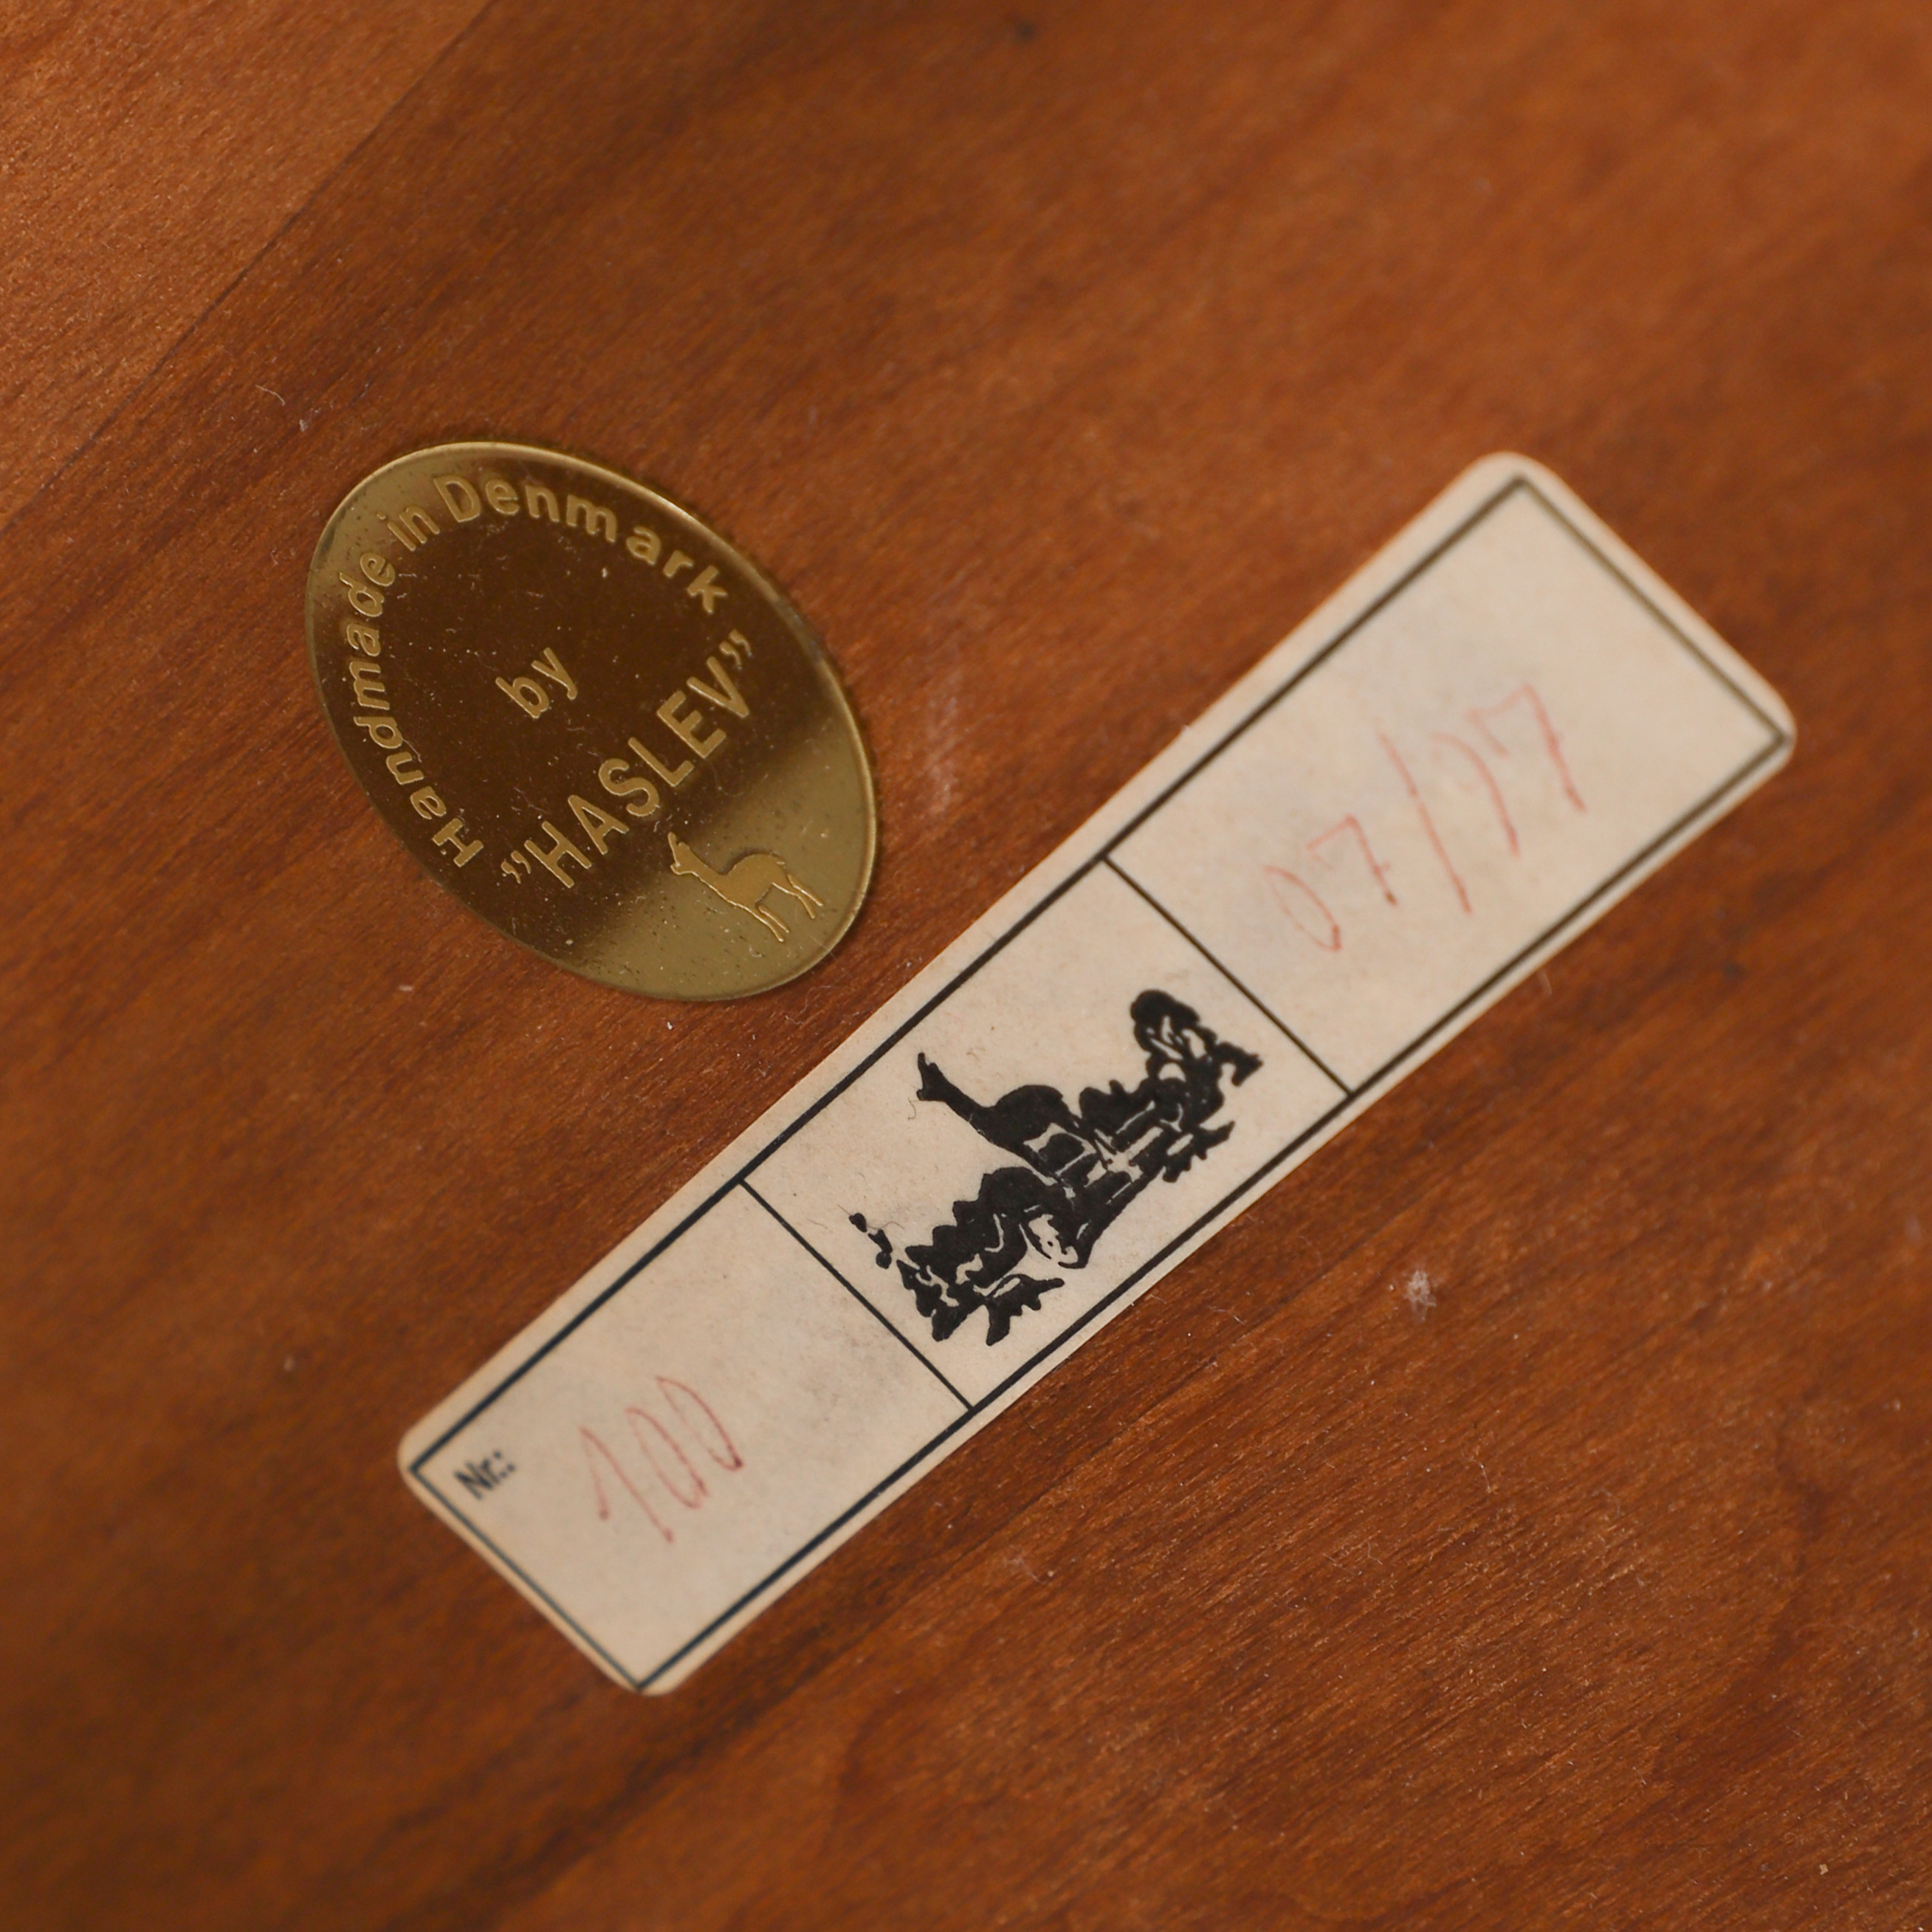 Handmade in Denmark
by
”HASLEV”
Nr.:
100
07/97